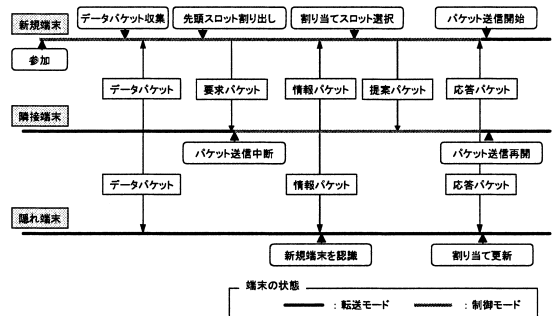 データパケット収集
先頭スロット割り出し
割り当てスロット選択
パケット送信開始
新規端末
参加
データパケット
要求パケット
情報パケット
提案パケット
応答パケット
隣接端末
パケット送信中断
パケット送信再開
データパケット
情報パケット
応答パケット
隠れ端末
新規端末を認識
割り当て更新
端末の状態
：転送モード
：制御モード